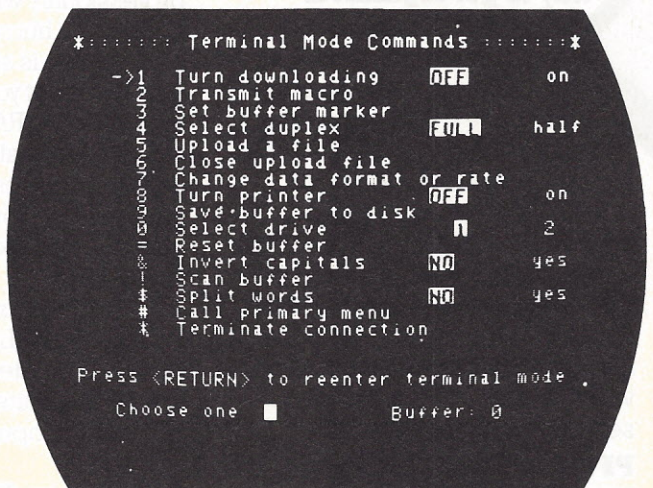 *::::::: Terminal Mode Commands :::::::*
->1 Turn downloading OFF on
2 Transmit macro
3 Set buffer marker
4 Select duplex FULL half
5 Upload a file
6 Close upload file
7 Change data format or rate
8 Turn printer OFF on
9 Save buffer to disk
0 Select drive 1 2
= Reset buffer
& Invert capitals NO yes
! Scan buffer
$ Split words NO yes
# Call primary menu
* Terminate connection
Press <RETURN> to reenter terminal mode.
Choose one Buffer: 0